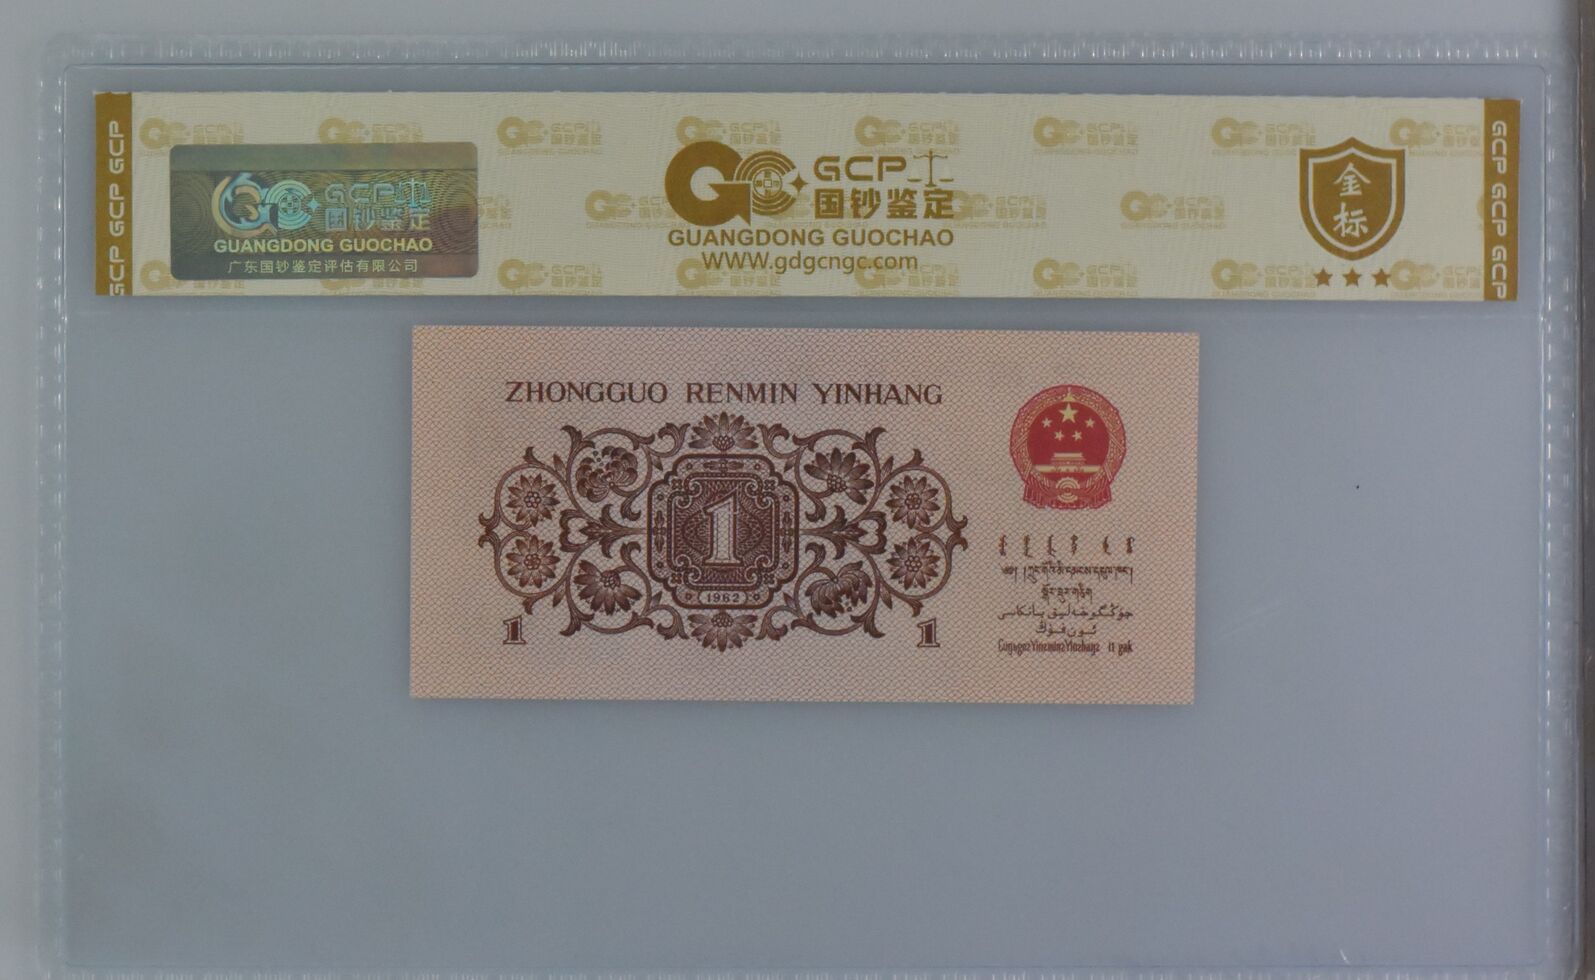 GCP GCP GCP
GCP
国钞鉴定
GUANGDONG GUOCHAO
广东国钞鉴定评估有限公司
GCP
国钞鉴定
GUANGDONG GUOCHAO
WWW.gdgcngc.com
金标
GCP GCP GCP
ZHONGGUO RENMIN YINHANG
1
1962
1
1